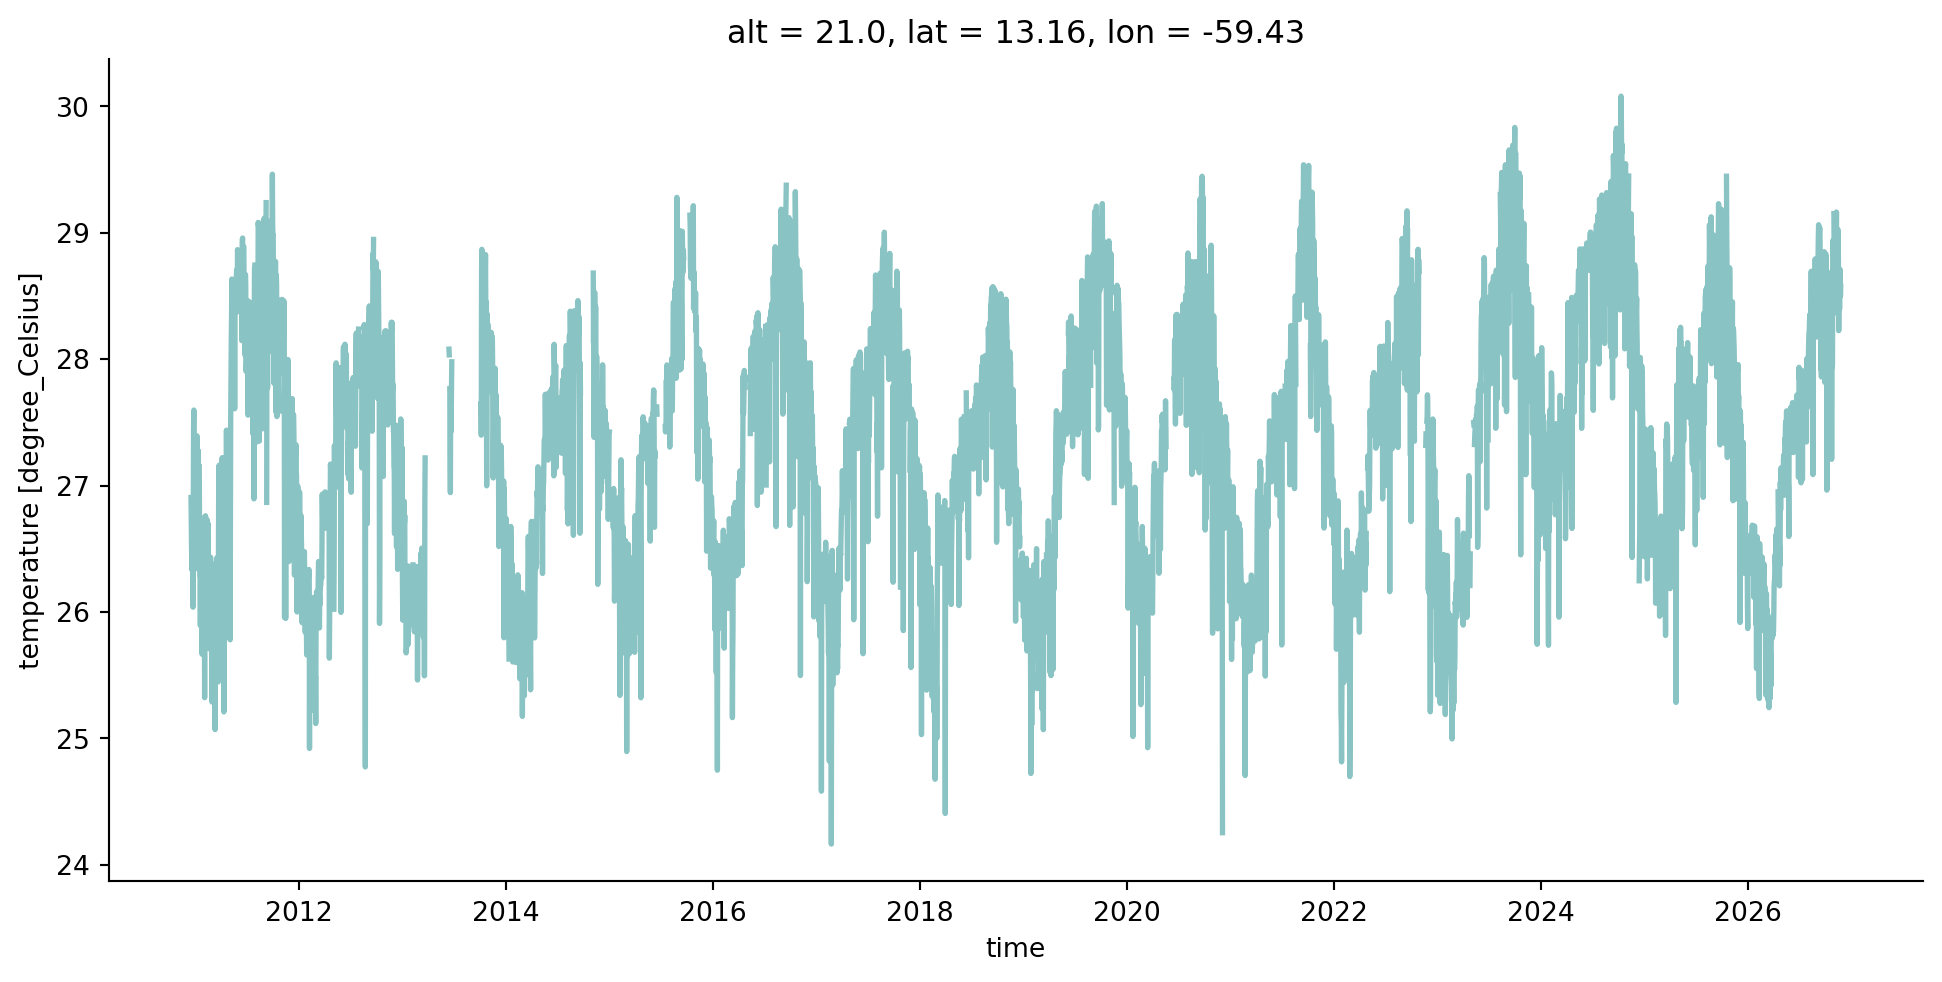 alt = 21.0, lat = 13.16, lon = -59.43
temperature [degree_Celsius]
30
29
28
27
26
25
24
2012 2014 2016 2018 2020 2022 2024 2026
time